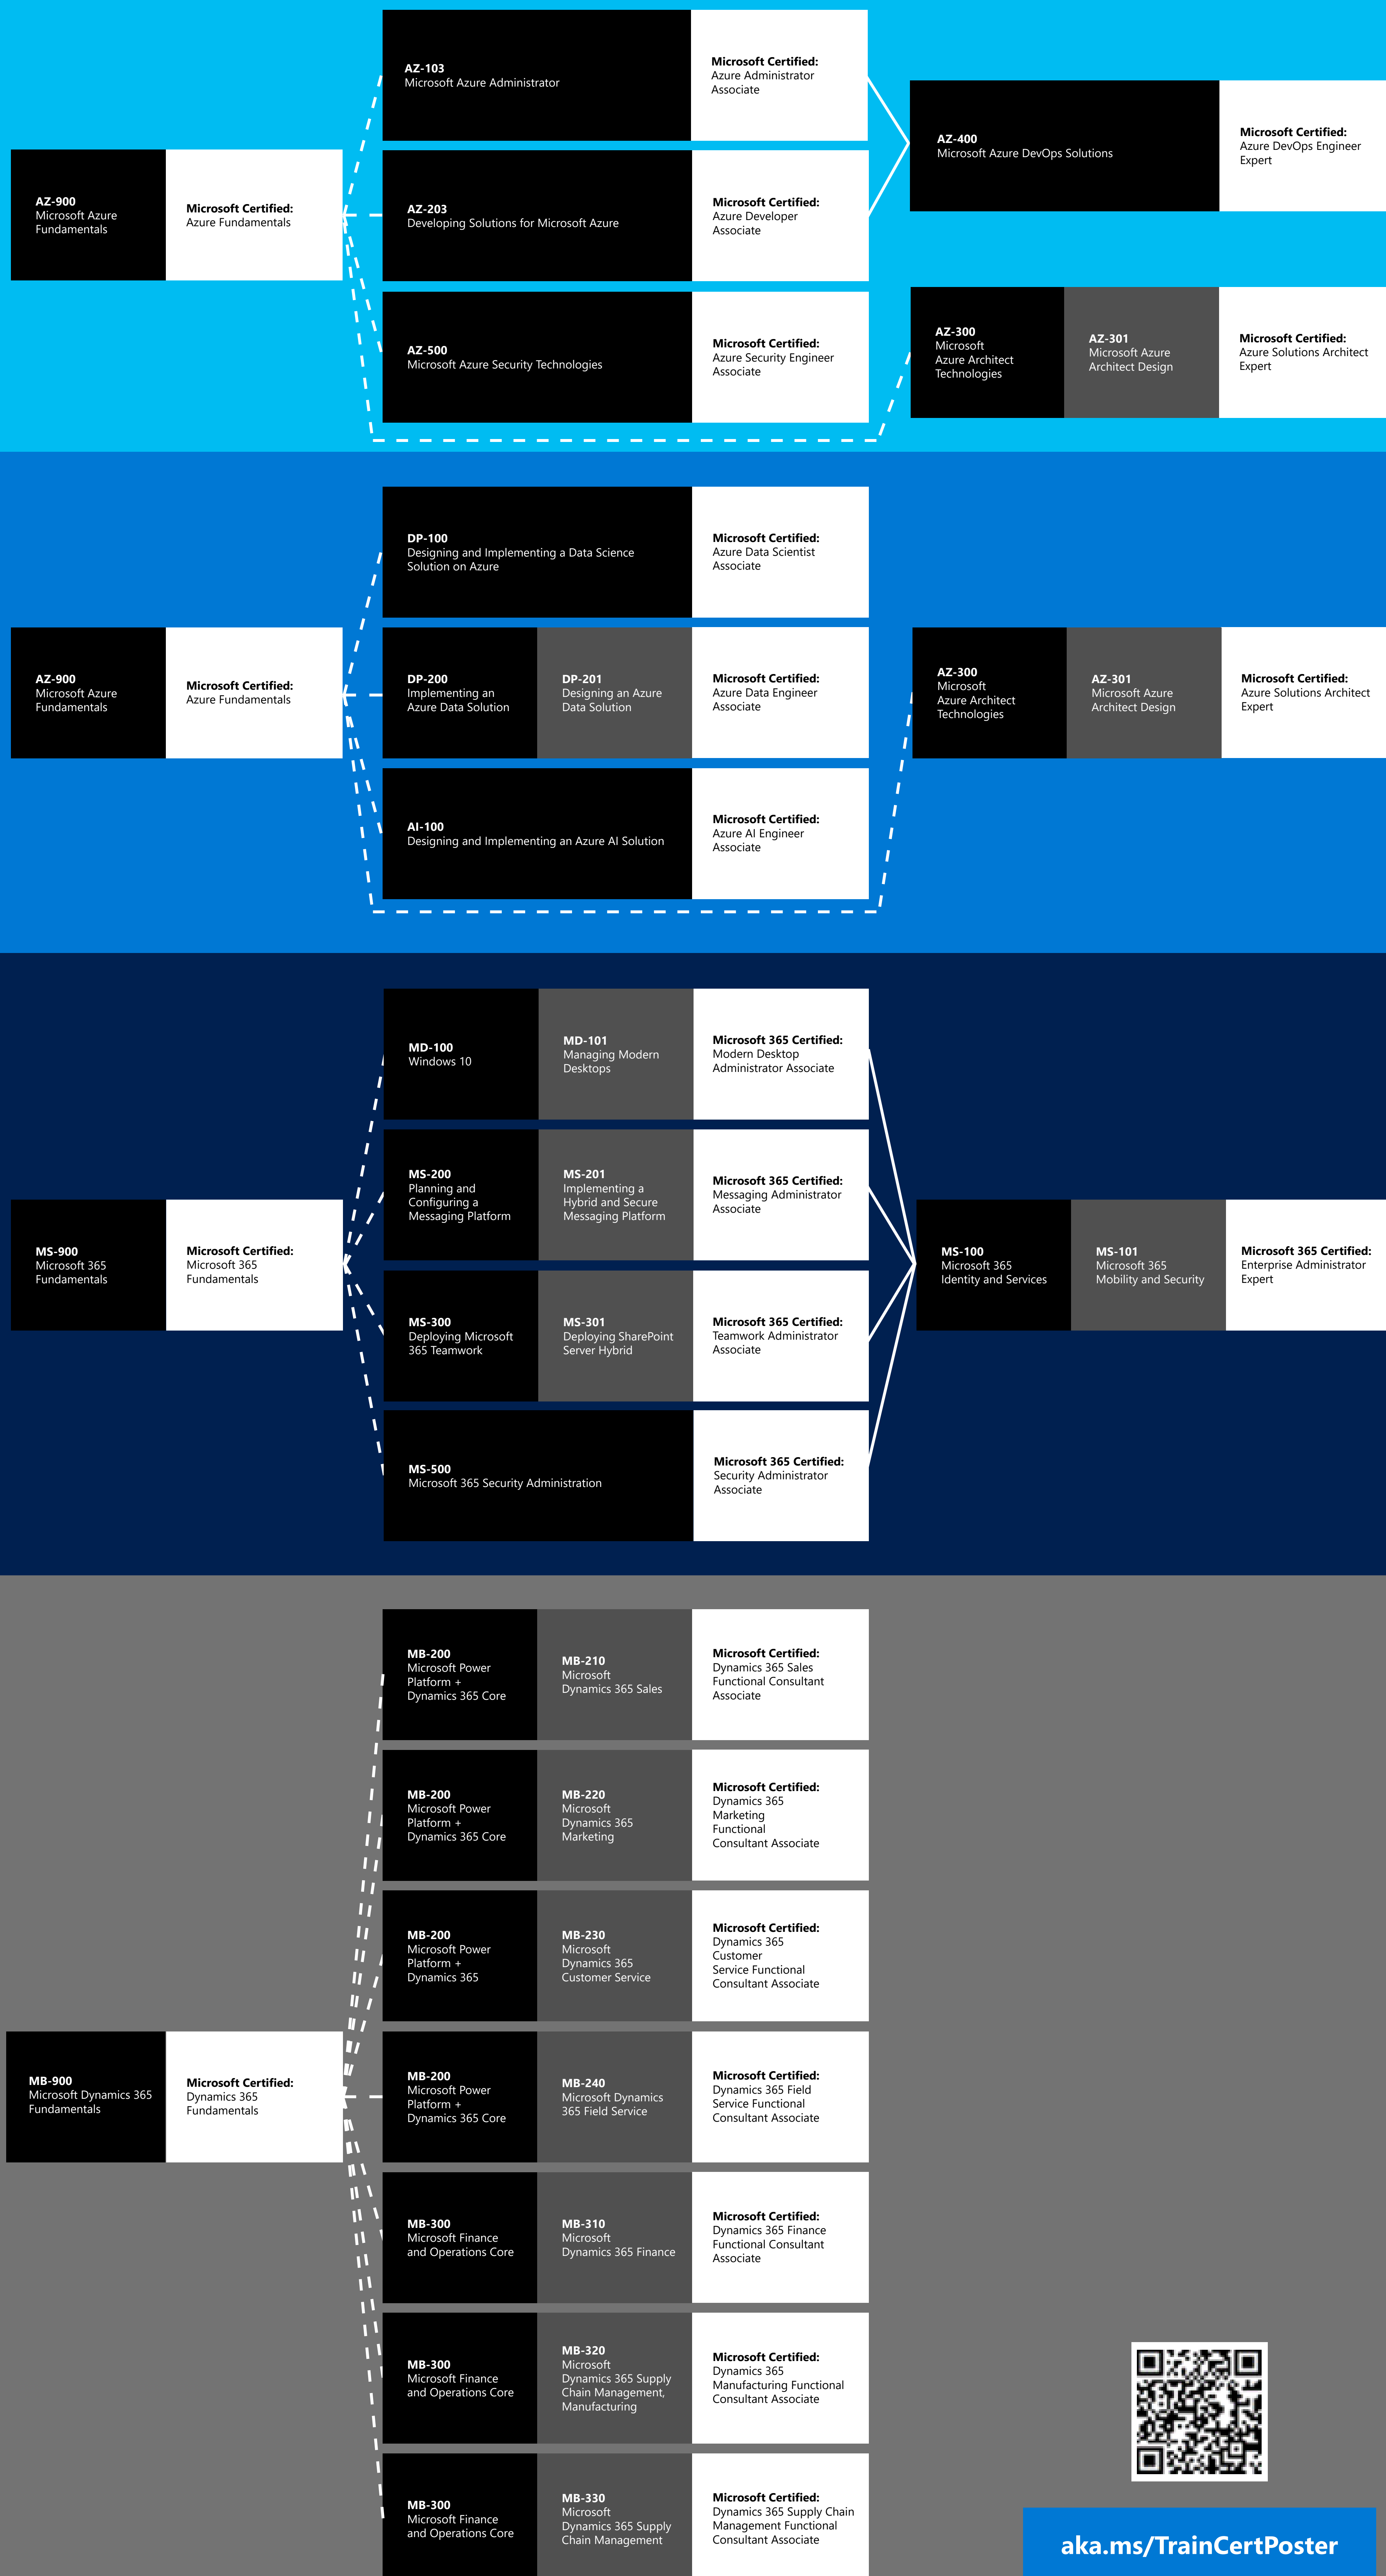 AZ-900
Microsoft Azure
Fundamentals
Microsoft Certified:
Azure Fundamentals
AZ-103
Microsoft Azure Administrator
Microsoft Certified:
Azure Administrator
Associate
AZ-203
Developing Solutions for Microsoft Azure
Microsoft Certified:
Azure Developer
Associate
AZ-500
Microsoft Azure Security Technologies
Microsoft Certified:
Azure Security Engineer
Associate
AZ-400
Microsoft Azure DevOps Solutions
Microsoft Certified:
Azure DevOps Engineer
Expert
AZ-300
Microsoft
Azure Architect
Technologies
AZ-301
Microsoft Azure
Architect Design
Microsoft Certified:
Azure Solutions Architect
Expert
AZ-900
Microsoft Azure
Fundamentals
Microsoft Certified:
Azure Fundamentals
DP-100
Designing and Implementing a Data Science
Solution on Azure
Microsoft Certified:
Azure Data Scientist
Associate
DP-200
Implementing an
Azure Data Solution
DP-201
Designing an Azure
Data Solution
Microsoft Certified:
Azure Data Engineer
Associate
AI-100
Designing and Implementing an Azure AI Solution
Microsoft Certified:
Azure AI Engineer
Associate
AZ-300
Microsoft
Azure Architect
Technologies
AZ-301
Microsoft Azure
Architect Design
Microsoft Certified:
Azure Solutions Architect
Expert
MS-900
Microsoft 365
Fundamentals
Microsoft Certified:
Microsoft 365
Fundamentals
MD-100
Windows 10
MD-101
Managing Modern
Desktops
Microsoft 365 Certified:
Modern Desktop
Administrator Associate
MS-200
Planning and
Configuring a
Messaging Platform
MS-201
Implementing a
Hybrid and Secure
Messaging Platform
Microsoft 365 Certified:
Messaging Administrator
Associate
MS-300
Deploying Microsoft
365 Teamwork
MS-301
Deploying SharePoint
Server Hybrid
Microsoft 365 Certified:
Teamwork Administrator
Associate
MS-500
Microsoft 365 Security Administration
Microsoft 365 Certified:
Security Administrator
Associate
MS-100
Microsoft 365
Identity and Services
MS-101
Microsoft 365
Mobility and Security
Microsoft 365 Certified:
Enterprise Administrator
Expert
MB-900
Microsoft Dynamics 365
Fundamentals
Microsoft Certified:
Dynamics 365
Fundamentals
MB-200
Microsoft Power
Platform +
Dynamics 365 Core
MB-210
Microsoft
Dynamics 365 Sales
Microsoft Certified:
Dynamics 365 Sales
Functional Consultant
Associate
MB-200
Microsoft Power
Platform +
Dynamics 365 Core
MB-220
Microsoft
Dynamics 365
Marketing
Microsoft Certified:
Dynamics 365
Marketing
Functional
Consultant Associate
MB-200
Microsoft Power
Platform +
Dynamics 365
MB-230
Microsoft
Dynamics 365
Customer Service
Microsoft Certified:
Dynamics 365
Customer
Service Functional
Consultant Associate
MB-200
Microsoft Power
Platform +
Dynamics 365 Core
MB-240
Microsoft Dynamics
365 Field Service
Microsoft Certified:
Dynamics 365 Field
Service Functional
Consultant Associate
MB-300
Microsoft Finance
and Operations Core
MB-310
Microsoft
Dynamics 365 Finance
Microsoft Certified:
Dynamics 365 Finance
Functional Consultant
Associate
MB-300
Microsoft Finance
and Operations Core
MB-320
Microsoft
Dynamics 365 Supply
Chain Management,
Manufacturing
Microsoft Certified:
Dynamics 365
Manufacturing Functional
Consultant Associate
MB-300
Microsoft Finance
and Operations Core
MB-330
Microsoft
Dynamics 365 Supply
Chain Management
Microsoft Certified:
Dynamics 365 Supply Chain
Management Functional
Consultant Associate
aka.ms/TrainCertPoster